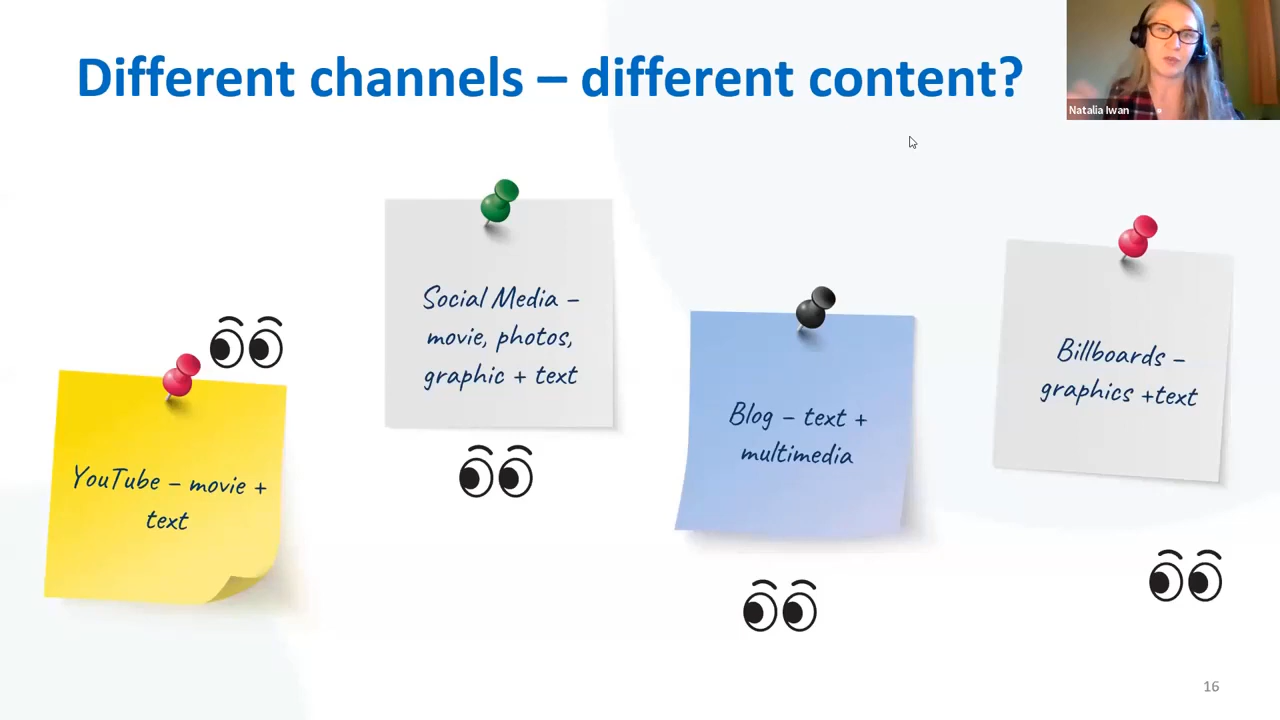 Different channels – different content?
Natalia Iwan
Social Media –
movie, photos,
graphic + text
Billboards –
graphics +text
Blog – text +
multimedia
YouTube – movie +
text
16